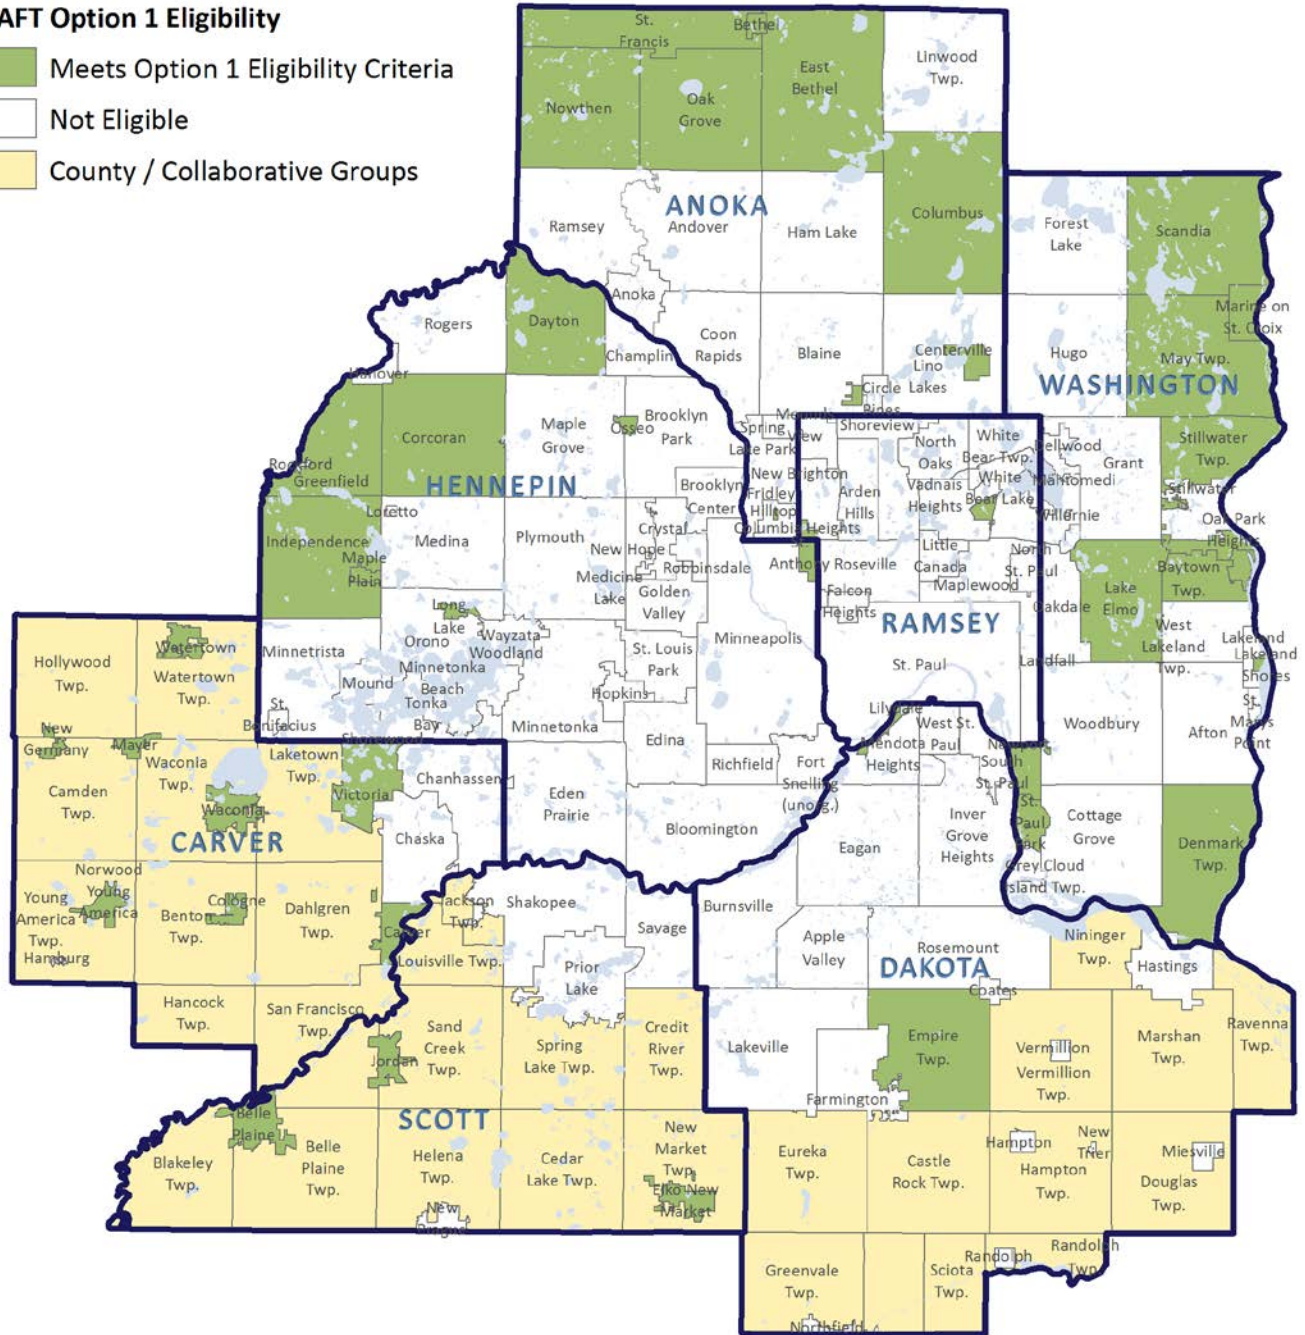 AFT Option 1 Eligibility
Meets Option 1 Eligibility Criteria
Not Eligible
County / Collaborative Groups
St.
Francis
Bethel
Linwood
Twp.
East
Bethel
Nowthen
Oak
Grove
ANOKA
Columbus
Ramsey
Andover
Ham Lake
Forest
Lake
Scandia
Anoka
Marine on
St. Croix
Rogers
Dayton
Champlin
Coon
Rapids
Blaine
Centerville
Lino
Lakes
Circle
Pines
Hugo
May Twp.
WASHINGTON
Hanover
Corcoran
Maple
Grove
Osseo
Brooklyn
Park
Spring
Lake Park
Mounds
View
Shoreview
North
Oaks
White
Bear Twp.
Dellwood
Grant
Stillwater
Twp.
Rockford
Greenfield
HENNEPIN
Brooklyn
Center
New Brighton
Fridley
Hilltop
Columbia Heights
Arden
Hills
Vadnais
Heights
White
Bear Lake
Mahtomedi
Willernie
Stillwater
Oak Park
Heights
Loretto
Independence
Maple
Plain
Medina
Plymouth
Crystal
New Hope
Robbinsdale
Medicine
Lake
Golden
Valley
St.
Anthony
Roseville
Little
Canada
Maplewood
North
St. Paul
Falcon
Heights
Oakdale
Lake
Elmo
Baytown
Twp.
RAMSEY
West
Lakeland
Twp.
Lakeland
Lakeland
Shores
St.
Marys
Point
Long
Lake
Orono
Wayzata
Woodland
Minnetrista
Minnetonka
Beach
Mound
Tonka
Bay
St.
Bonifacius
Shorewood
Minnetonka
Hopkins
St. Louis
Park
Minneapolis
St. Paul
Landfall
Hollywood
Twp.
Watertown
Watertown
Twp.
New
Germany
Mayer
Waconia
Twp.
Laketown
Twp.
Victoria
Chanhassen
Camden
Twp.
Waconia
Chaska
CARVER
Edina
Richfield
Fort
Snelling
(unorg.)
Eden
Prairie
Bloomington
Lilydale
Mendota
Heights
West St.
Paul
Newport
South
St. Paul
St.
Paul
Park
Woodbury
Afton
Cottage
Grove
Denmark
Twp.
Grey Cloud
Island Twp.
Eagan
Inver
Grove
Heights
Norwood
Young
America
Young
America
Twp.
Hamburg
Benton
Twp.
Cologne
Dahlgren
Twp.
Carver
Jackson
Twp.
Shakopee
Louisville Twp.
Savage
Prior
Lake
Burnsville
Apple
Valley
Rosemount
DAKOTA
Coates
Nininger
Twp.
Hastings
Hancock
Twp.
San Francisco
Twp.
Sand
Creek
Twp.
Jordan
Spring
Lake Twp.
Credit
River
Twp.
Lakeville
Empire
Twp.
Farmington
Vermillion
Vermillion
Twp.
Marshan
Twp.
Ravenna
Twp.
SCOTT
Belle
Plaine
Belle
Plaine
Twp.
Blakeley
Twp.
Helena
Twp.
New
Prague
Cedar
Lake Twp.
New
Market
Twp.
Elko New
Market
Eureka
Twp.
Castle
Rock Twp.
Hampton
New
Trier
Hampton
Twp.
Miesville
Douglas
Twp.
Greenvale
Twp.
Northfield
Sciota
Twp.
Randolph
Randolph
Twp.